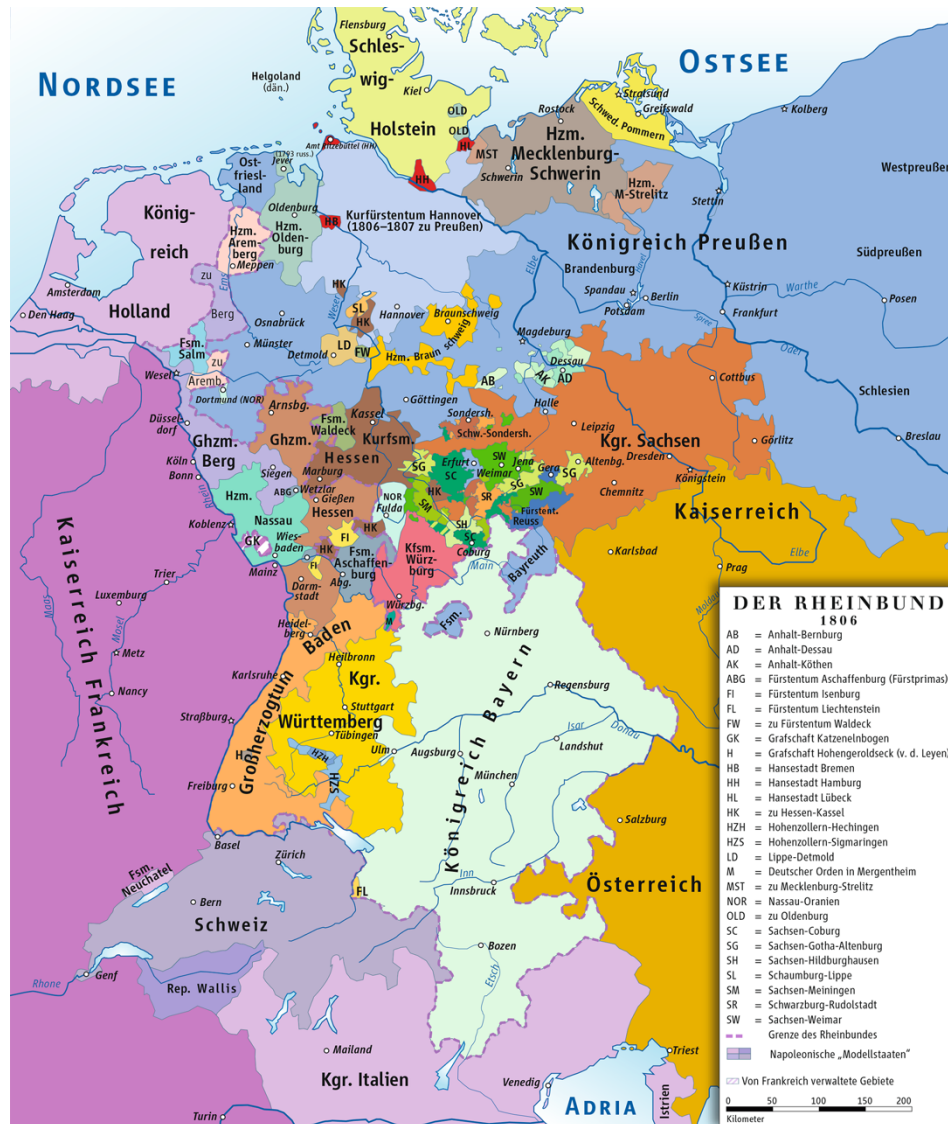 NORDSEE
OSTSEE
Helgoland
(dän.)
Flensburg
Schles-
wig-
Kiel
Holstein
OLD
OLD
HL
MST
HH
Amt Ritzebüttel (HH)
Rostock
Stralsund
Greifswald
Schwed. Pommern
Kolberg
Hzm.
Mecklenburg-
Schwerin
Schwerin
Hzm.
M-Strelitz
Stettin
Westpreußen
Ost-
friesl-
land
Jever
(1793 russ.)
Oldenburg
Hzm.
Olden-
burg
HB
Kurfürstentum Hannover
(1806–1807 zu Preußen)
König-
reich
Holland
Amsterdam
Den Haag
Hzm.
Arem-
berg
Meppen
Ems
zu
Berg
Königreich Preußen
Südpreußen
Elbe
Havel
Brandenburg
Spandau
Berlin
Potsdam
Spree
Küstrin
Warthe
Posen
Frankfurt
Oder
HK
SL
HK
Weser
Hannover
Braunschweig
Hzm. Braunschweig
Magdeburg
Osnabrück
Münster
LD
Detmold
FW
Fsm.
Salm
zu
Aremb.
Wesel
Dortmund (NOR)
Göttingen
AB
AK
Dessau
AD
Halle
Cottbus
Schlesien
Breslau
Düssel-
dorf
Ghzm.
Berg
Köln
Bonn
Rhein
Arnsbg.
Ghzm.
Hessen
Fsm.
Waldeck
Kassel
Kurfsm.
Hessen
Siegen
Marburg
ABG
Wetzlar
Gießen
Sondersh.
Schw.-Sondersh.
Leipzig
Kgr. Sachsen
Dresden
Görlitz
Königstein
Chemnitz
Altenbg.
SG
SC
Erfurt
SW
Weimar
Jena
SG
Gera
SG
SW
HK
SM
SR
Fürstent.
Reuss
SH
SC
Coburg
NOR
Fulda
Hzm.
Nassau
Koblenz
GK
Wies-
baden
Mainz
FI
FI
HK
HK
Fsm.
Aschaffen-
burg
Abg.
Kfsm.
Würz-
burg
Würzbg.
Main
Bayreuth
Fsm.
M
Darm-
stadt
Heidel-
berg
Kaiserreich Frankreich
Trier
Luxemburg
Mosel
Maas
Metz
Nancy
Straßburg
Karlsruhe
Großherzogtum Baden
H
Freiburg
Basel
Heilbronn
Kgr.
Stuttgart
Württemberg
Tübingen
HZH
HZS
Ulm
Augsburg
Nürnberg
Regensburg
Donau
Isar
Landshut
München
Königreich Bayern
Inn
Innsbruck
Bozen
Etsch
Kaiserreich
Österreich
Karlsbad
Prag
Elbe
Moldau
Salzburg
Fsm.
Neuchatel
Zürich
Bern
Schweiz
FL
Genf
Rhone
Rep. Wallis
Mailand
Kgr. Italien
Turin
Venedig
ADRIA
Triest
Istrien
DER RHEINBUND
1806
AB = Anhalt-Bernburg
AD = Anhalt-Dessau
AK = Anhalt-Köthen
ABG = Fürstentum Aschaffenburg (Fürstprimas)
FI = Fürstentum Isenburg
FL = Fürstentum Liechtenstein
FW = zu Fürstentum Waldeck
GK = Grafschaft Katzenelnbogen
H = Grafschaft Hohengeroldseck (v. d. Leyen)
HB = Hansestadt Bremen
HH = Hansestadt Hamburg
HL = Hansestadt Lübeck
HK = zu Hessen-Kassel
HZH = Hohenzollern-Hechingen
HZS = Hohenzollern-Sigmaringen
LD = Lippe-Detmold
M = Deutscher Orden in Mergentheim
MST = zu Mecklenburg-Strelitz
NOR = Nassau-Oranien
OLD = zu Oldenburg
SC = Sachsen-Coburg
SG = Sachsen-Gotha-Altenburg
SH = Sachsen-Hildburghausen
SL = Schaumburg-Lippe
SM = Sachsen-Meiningen
SR = Schwarzburg-Rudolstadt
SW = Sachsen-Weimar
Grenze des Rheinbundes
Napoleonische „Modellstaaten"
Von Frankreich verwaltete Gebiete
0 50 100 150 200
Kilometer